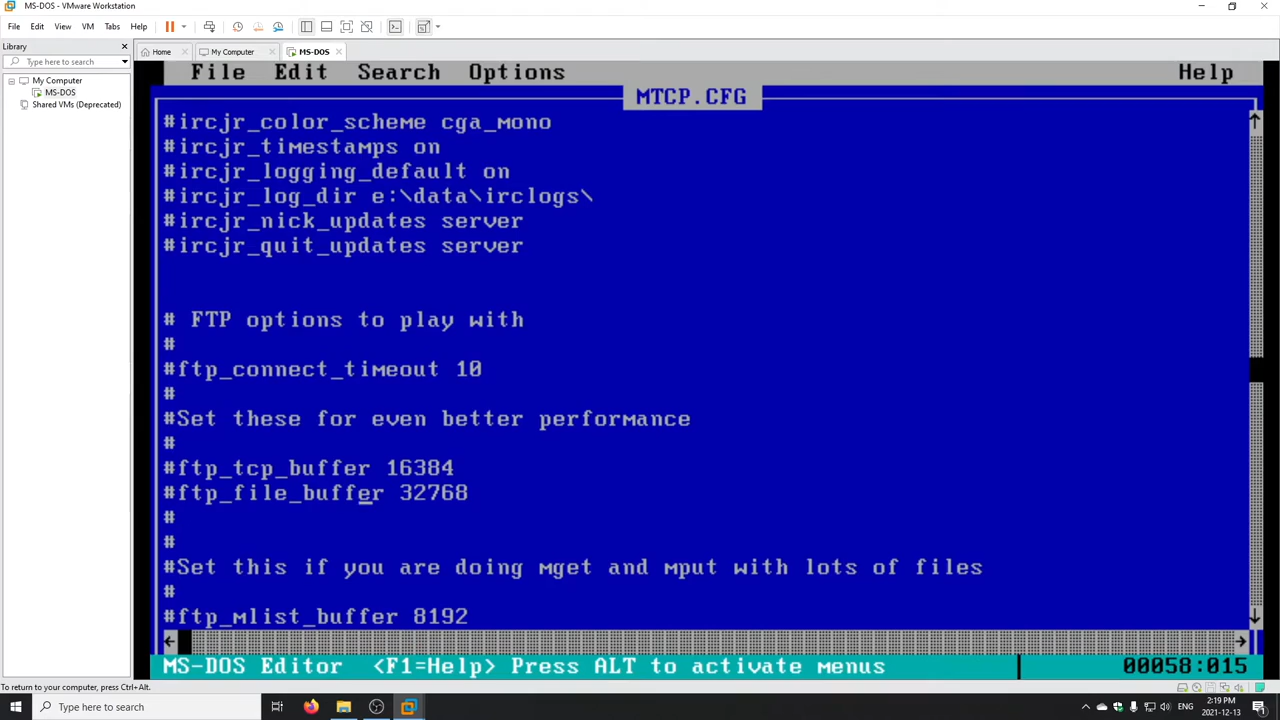 MS-DOS - VMware Workstation
File Edit View VM Tabs Help
Library
Type here to search
My Computer
MS-DOS
Shared VMs (Deprecated)
Home My Computer MS-DOS
File Edit Search Options Help
MTCP.CFG
#ircjr_color_scheme cga_mono
#ircjr_timestamps on
#ircjr_logging_default on
#ircjr_log_dir e:\data\irclogs\
#ircjr_nick_updates server
#ircjr_quit_updates server
# FTP options to play with
#
#ftp_connect_timeout 10
#
#Set these for even better performance
#
#ftp_tcp_buffer 16384
#ftp_file_buffer 32768
#
#
#Set this if you are doing mget and mput with lots of files
#
#ftp_mlist_buffer 8192
MS-DOS Editor <F1=Help> Press ALT to activate menus 00058:015
To return to your computer, press Ctrl+Alt.
Type here to search
ENG
2:19 PM
2021-12-13